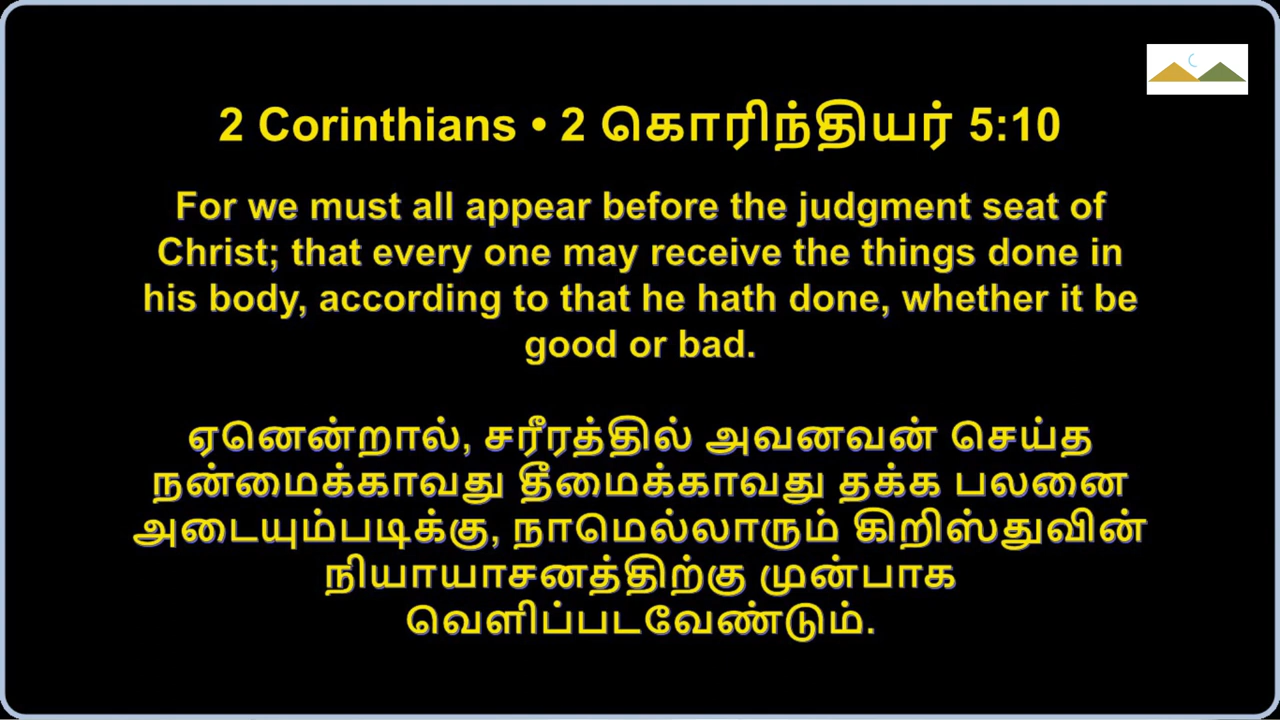 2 Corinthians • 2 கொரிந்தியர் 5:10
For we must all appear before the judgment seat of
Christ; that every one may receive the things done in
his body, according to that he hath done, whether it be
good or bad.
ஏனென்றால், சரீரத்தில் அவனவன் செய்த
நன்மைக்காவது தீமைக்காவது தக்க பலனை
அடையும்படிக்கு, நாமெல்லாரும் கிறிஸ்துவின்
நியாயாசனத்திற்கு முன்பாக
வெளிப்படவேண்டும்.